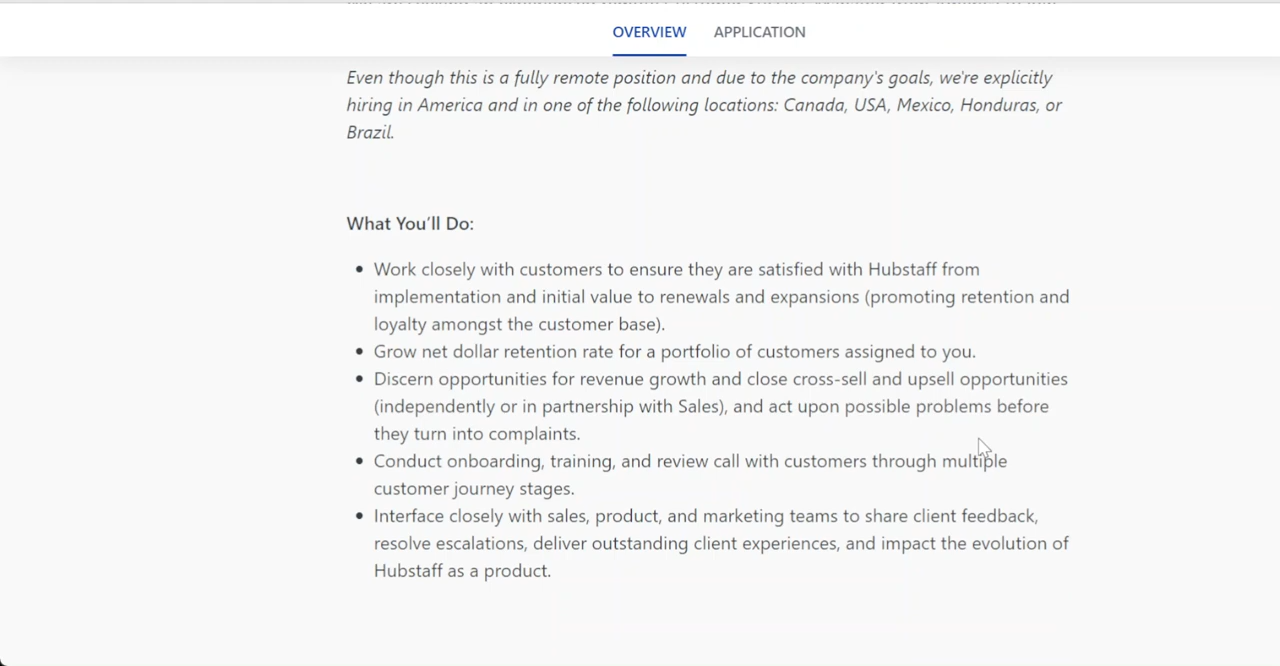 OVERVIEW APPLICATION
Even though this is a fully remote position and due to the company's goals, we're explicitly
hiring in America and in one of the following locations: Canada, USA, Mexico, Honduras, or
Brazil.
What You'll Do:
• Work closely with customers to ensure they are satisfied with Hubstaff from
implementation and initial value to renewals and expansions (promoting retention and
loyalty amongst the customer base).
• Grow net dollar retention rate for a portfolio of customers assigned to you.
• Discern opportunities for revenue growth and close cross-sell and upsell opportunities
(independently or in partnership with Sales), and act upon possible problems before
they turn into complaints.
• Conduct onboarding, training, and review call with customers through multiple
customer journey stages.
• Interface closely with sales, product, and marketing teams to share client feedback,
resolve escalations, deliver outstanding client experiences, and impact the evolution of
Hubstaff as a product.